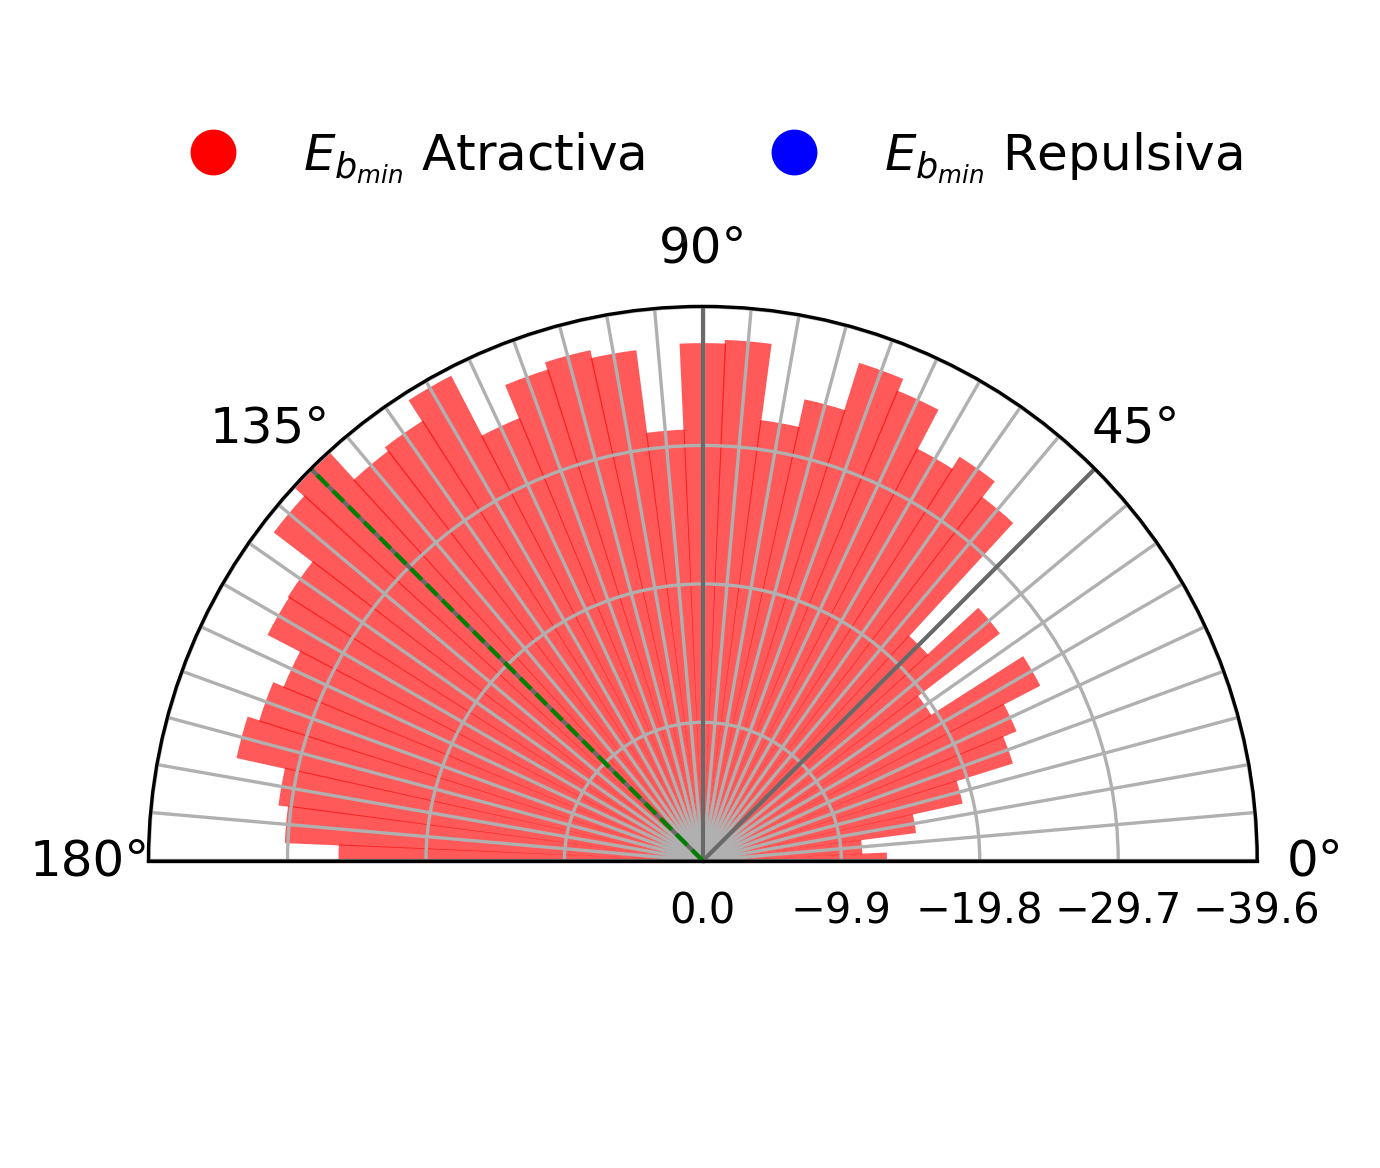 E_{b_{min}} Atractiva E_{b_{min}} Repulsiva
90°
135° 45°
180° 0°
0.0 −9.9 −19.8 −29.7 −39.6